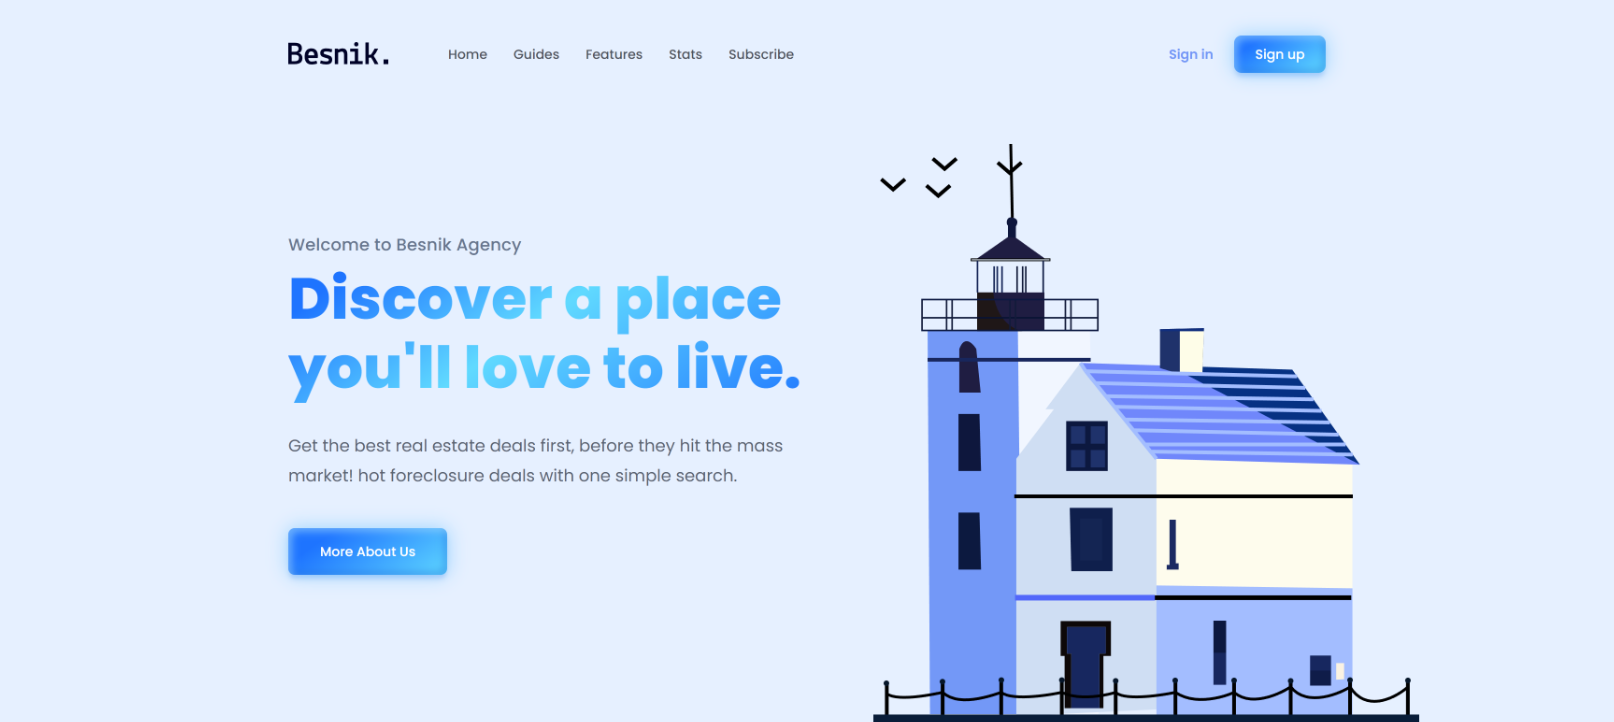 Besnik.
Home Guides Features Stats Subscribe
Sign in Sign up
Welcome to Besnik Agency
Discover a place
you'll love to live.
Get the best real estate deals first, before they hit the mass
market! hot foreclosure deals with one simple search.
More About Us